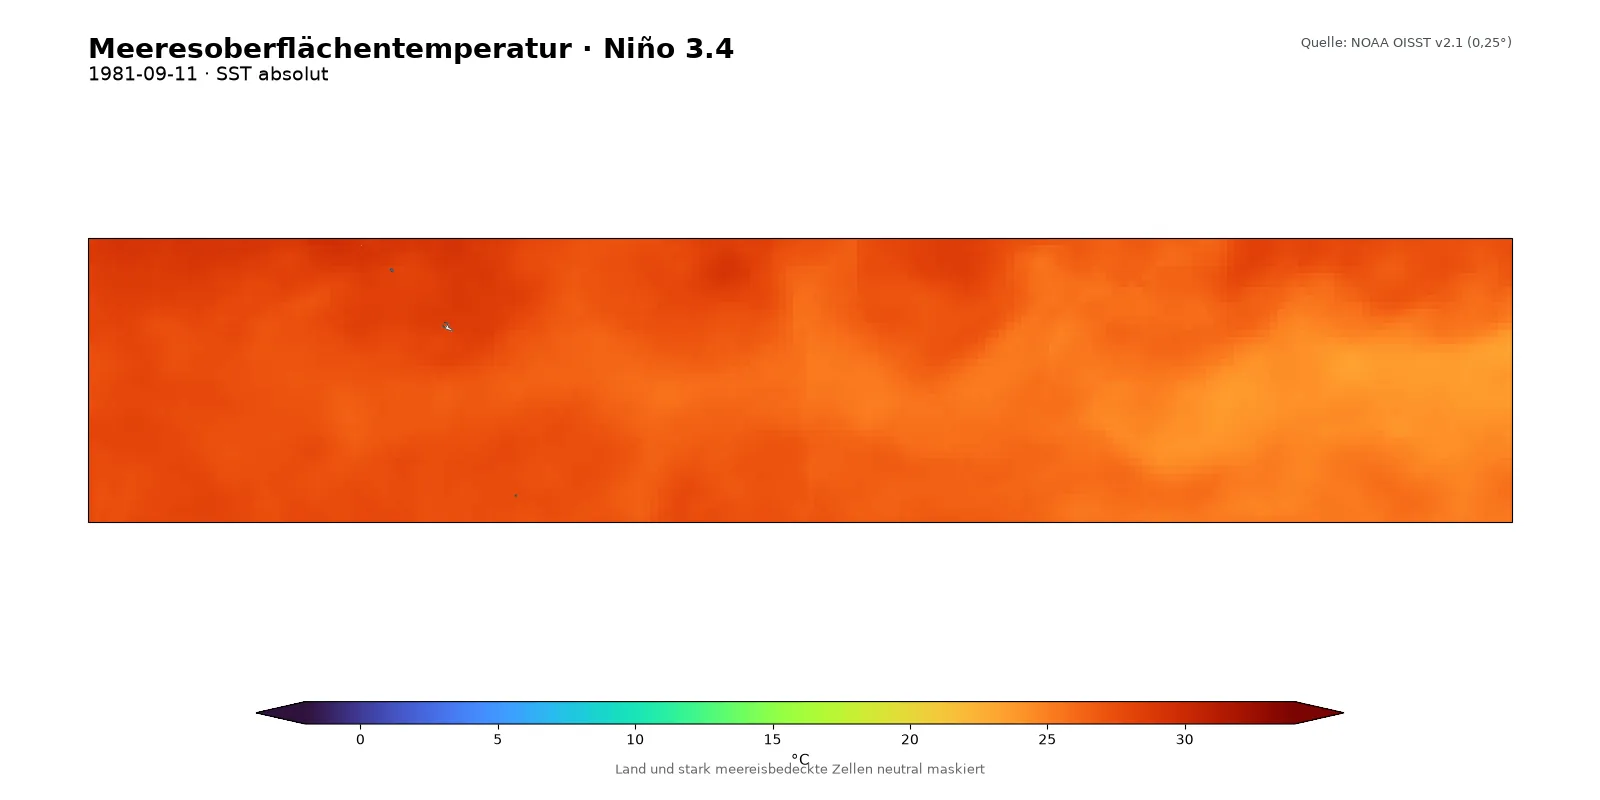 Meeresoberflächentemperatur · Niño 3.4
1981-09-11 · SST absolut
Quelle: NOAA OISST v2.1 (0,25°)
0 5 10 15 20 25 30
°C
Land und stark meereisbedeckte Zellen neutral maskiert